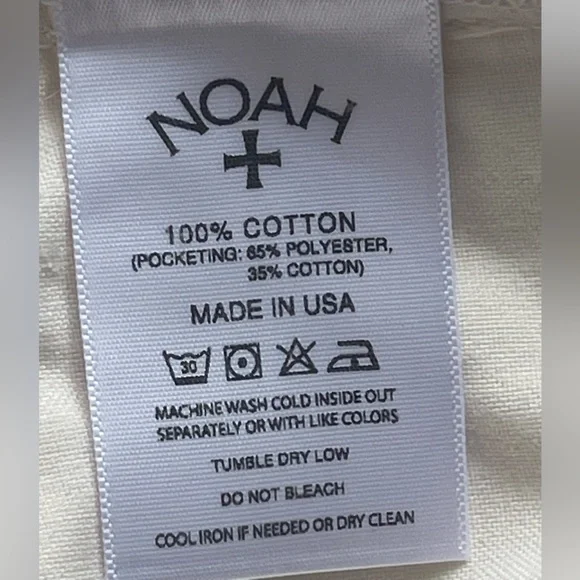 NOAH
100% COTTON
(POCKETING: 65% POLYESTER,
35% COTTON)
MADE IN USA
30
MACHINE WASH COLD INSIDE OUT
SEPARATELY OR WITH LIKE COLORS
TUMBLE DRY LOW
DO NOT BLEACH
COOL IRON IF NEEDED OR DRY CLEAN